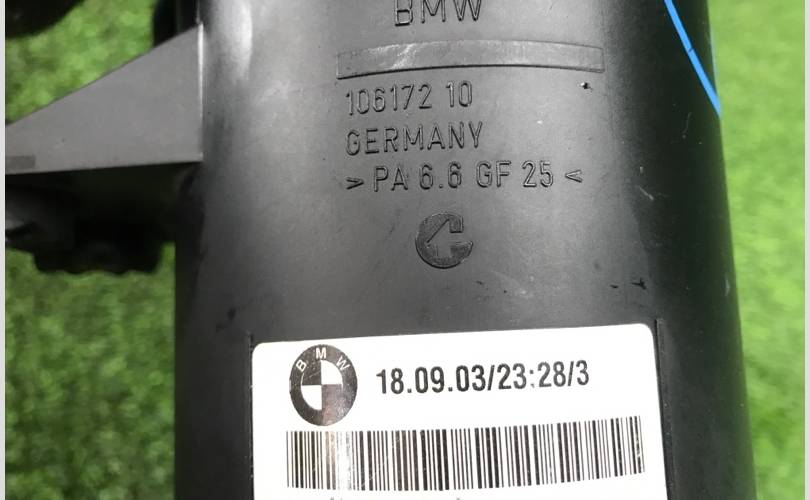 BMW
106172 10
GERMANY
> PA 6.6 GF 25 <
BMW
18.09.03/23:28/3